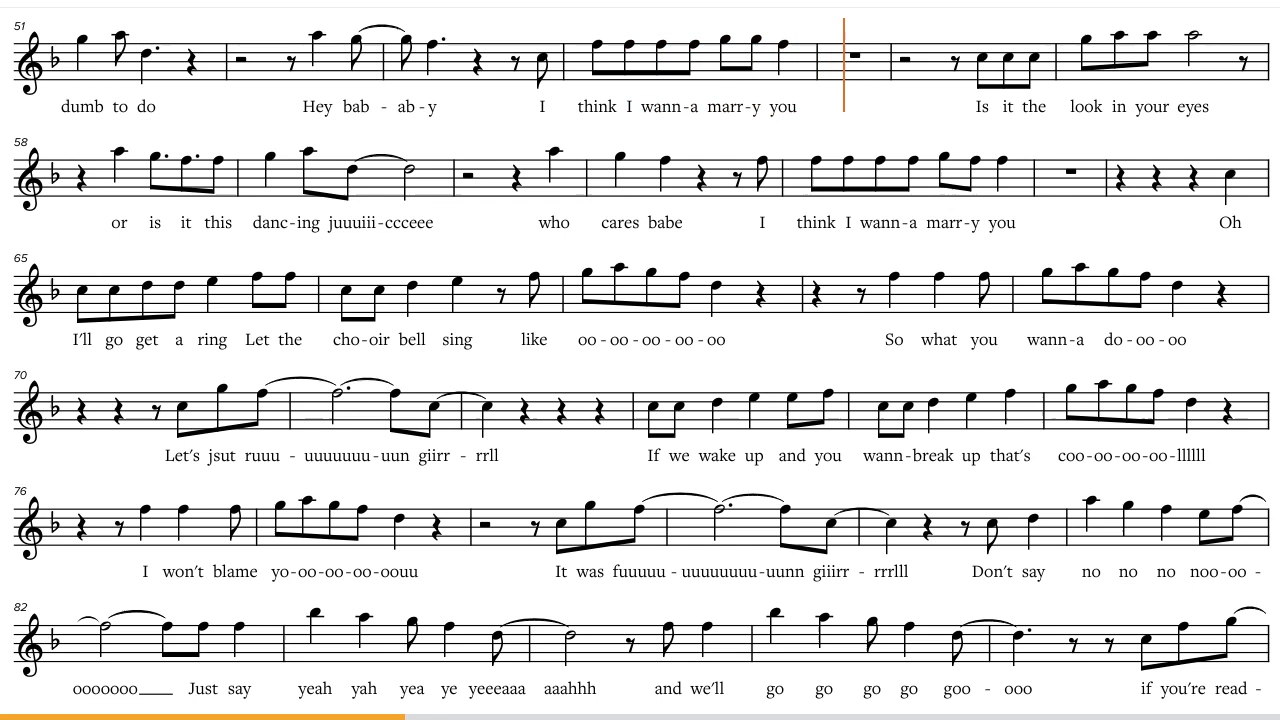 51
dumb to do Hey bab - ab - y I think I wann-a marr-y you Is it the look in your eyes
58
or is it this danc-ing juuuiii-ccceee who cares babe I think I wann-a marr-y you Oh
65
I'll go get a ring Let the cho-oir bell sing like oo-oo-oo-oo-oo So what you wann-a do-oo-oo
70
Let's jsut ruuu - uuuuuuu-uun giirr - rrll If we wake up and you wann-break up that's coo-oo-oo-oo-llllll
76
I won't blame yo-oo-oo-oo-oouu It was fuuuuu - uuuuuuuu-uunn giiirr - rrrlll Don't say no no no noo-oo -
82
ooooooo___ Just say yeah yah yea ye yeeeaaa aaahhh and we'll go go go go goo - ooo if you're read -